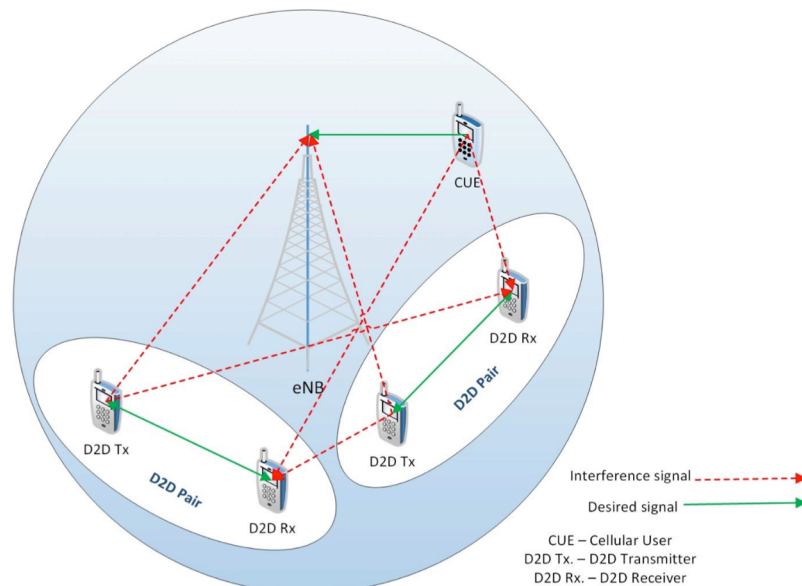 CUE
D2D Rx
D2D Pair
eNB
D2D Tx
D2D Tx
D2D Pair
D2D Rx
Interference signal
Desired signal
CUE – Cellular User
D2D Tx. – D2D Transmitter
D2D Rx. – D2D Receiver